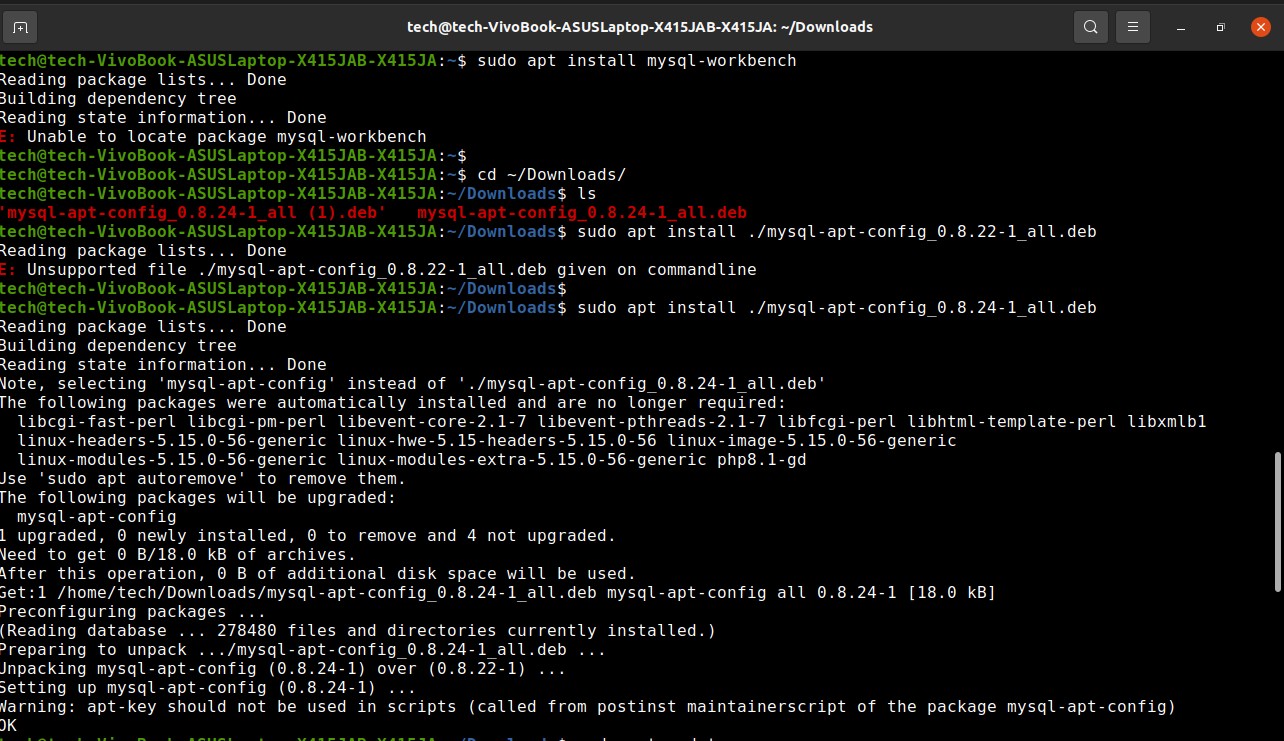 tech@tech-VivoBook-ASUSLaptop-X415JAB-X415JA: ~/Downloads
tech@tech-VivoBook-ASUSLaptop-X415JAB-X415JA:~$ sudo apt install mysql-workbench
Reading package lists... Done
Building dependency tree
Reading state information... Done
E: Unable to locate package mysql-workbench
tech@tech-VivoBook-ASUSLaptop-X415JAB-X415JA:~$
tech@tech-VivoBook-ASUSLaptop-X415JAB-X415JA:~$ cd ~/Downloads/
tech@tech-VivoBook-ASUSLaptop-X415JAB-X415JA:~/Downloads$ ls
'mysql-apt-config_0.8.24-1_all (1).deb'   mysql-apt-config_0.8.24-1_all.deb
tech@tech-VivoBook-ASUSLaptop-X415JAB-X415JA:~/Downloads$ sudo apt install ./mysql-apt-config_0.8.22-1_all.deb
Reading package lists... Done
E: Unsupported file ./mysql-apt-config_0.8.22-1_all.deb given on commandline
tech@tech-VivoBook-ASUSLaptop-X415JAB-X415JA:~/Downloads$
tech@tech-VivoBook-ASUSLaptop-X415JAB-X415JA:~/Downloads$ sudo apt install ./mysql-apt-config_0.8.24-1_all.deb
Reading package lists... Done
Building dependency tree
Reading state information... Done
Note, selecting 'mysql-apt-config' instead of './mysql-apt-config_0.8.24-1_all.deb'
The following packages were automatically installed and are no longer required:
  libcgi-fast-perl libcgi-pm-perl libevent-core-2.1-7 libevent-pthreads-2.1-7 libfcgi-perl libhtml-template-perl libxmlb1
  linux-headers-5.15.0-56-generic linux-hwe-5.15-headers-5.15.0-56 linux-image-5.15.0-56-generic
  linux-modules-5.15.0-56-generic linux-modules-extra-5.15.0-56-generic php8.1-gd
Use 'sudo apt autoremove' to remove them.
The following packages will be upgraded:
  mysql-apt-config
1 upgraded, 0 newly installed, 0 to remove and 4 not upgraded.
Need to get 0 B/18.0 kB of archives.
After this operation, 0 B of additional disk space will be used.
Get:1 /home/tech/Downloads/mysql-apt-config_0.8.24-1_all.deb mysql-apt-config all 0.8.24-1 [18.0 kB]
Preconfiguring packages ...
(Reading database ... 278480 files and directories currently installed.)
Preparing to unpack .../mysql-apt-config_0.8.24-1_all.deb ...
Unpacking mysql-apt-config (0.8.24-1) over (0.8.22-1) ...
Setting up mysql-apt-config (0.8.24-1) ...
Warning: apt-key should not be used in scripts (called from postinst maintainerscript of the package mysql-apt-config)
OK
tech@tech-VivoBook-ASUSLaptop-X415JAB-X415JA:~/Downloads$